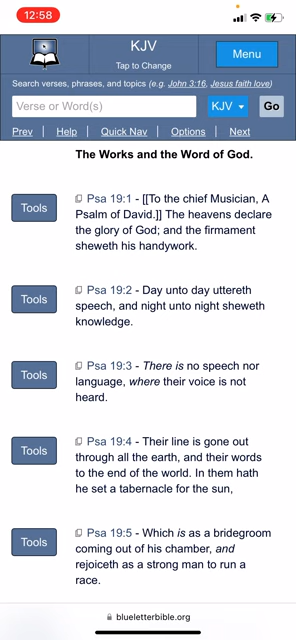 12:58
KJV
Tap to Change
Menu
Search verses, phrases, and topics (e.g. John 3:16, Jesus faith love)
Verse or Word(s)
KJV
Go
Prev | Help | Quick Nav | Options | Next
The Works and the Word of God.
Tools
Psa 19:1 - [[To the chief Musician, A
Psalm of David.]] The heavens declare
the glory of God; and the firmament
sheweth his handywork.
Tools
Psa 19:2 - Day unto day uttereth
speech, and night unto night sheweth
knowledge.
Tools
Psa 19:3 - There is no speech nor
language, where their voice is not
heard.
Tools
Psa 19:4 - Their line is gone out
through all the earth, and their words
to the end of the world. In them hath
he set a tabernacle for the sun,
Tools
Psa 19:5 - Which is as a bridegroom
coming out of his chamber, and
rejoiceth as a strong man to run a
race.
blueletterbible.org